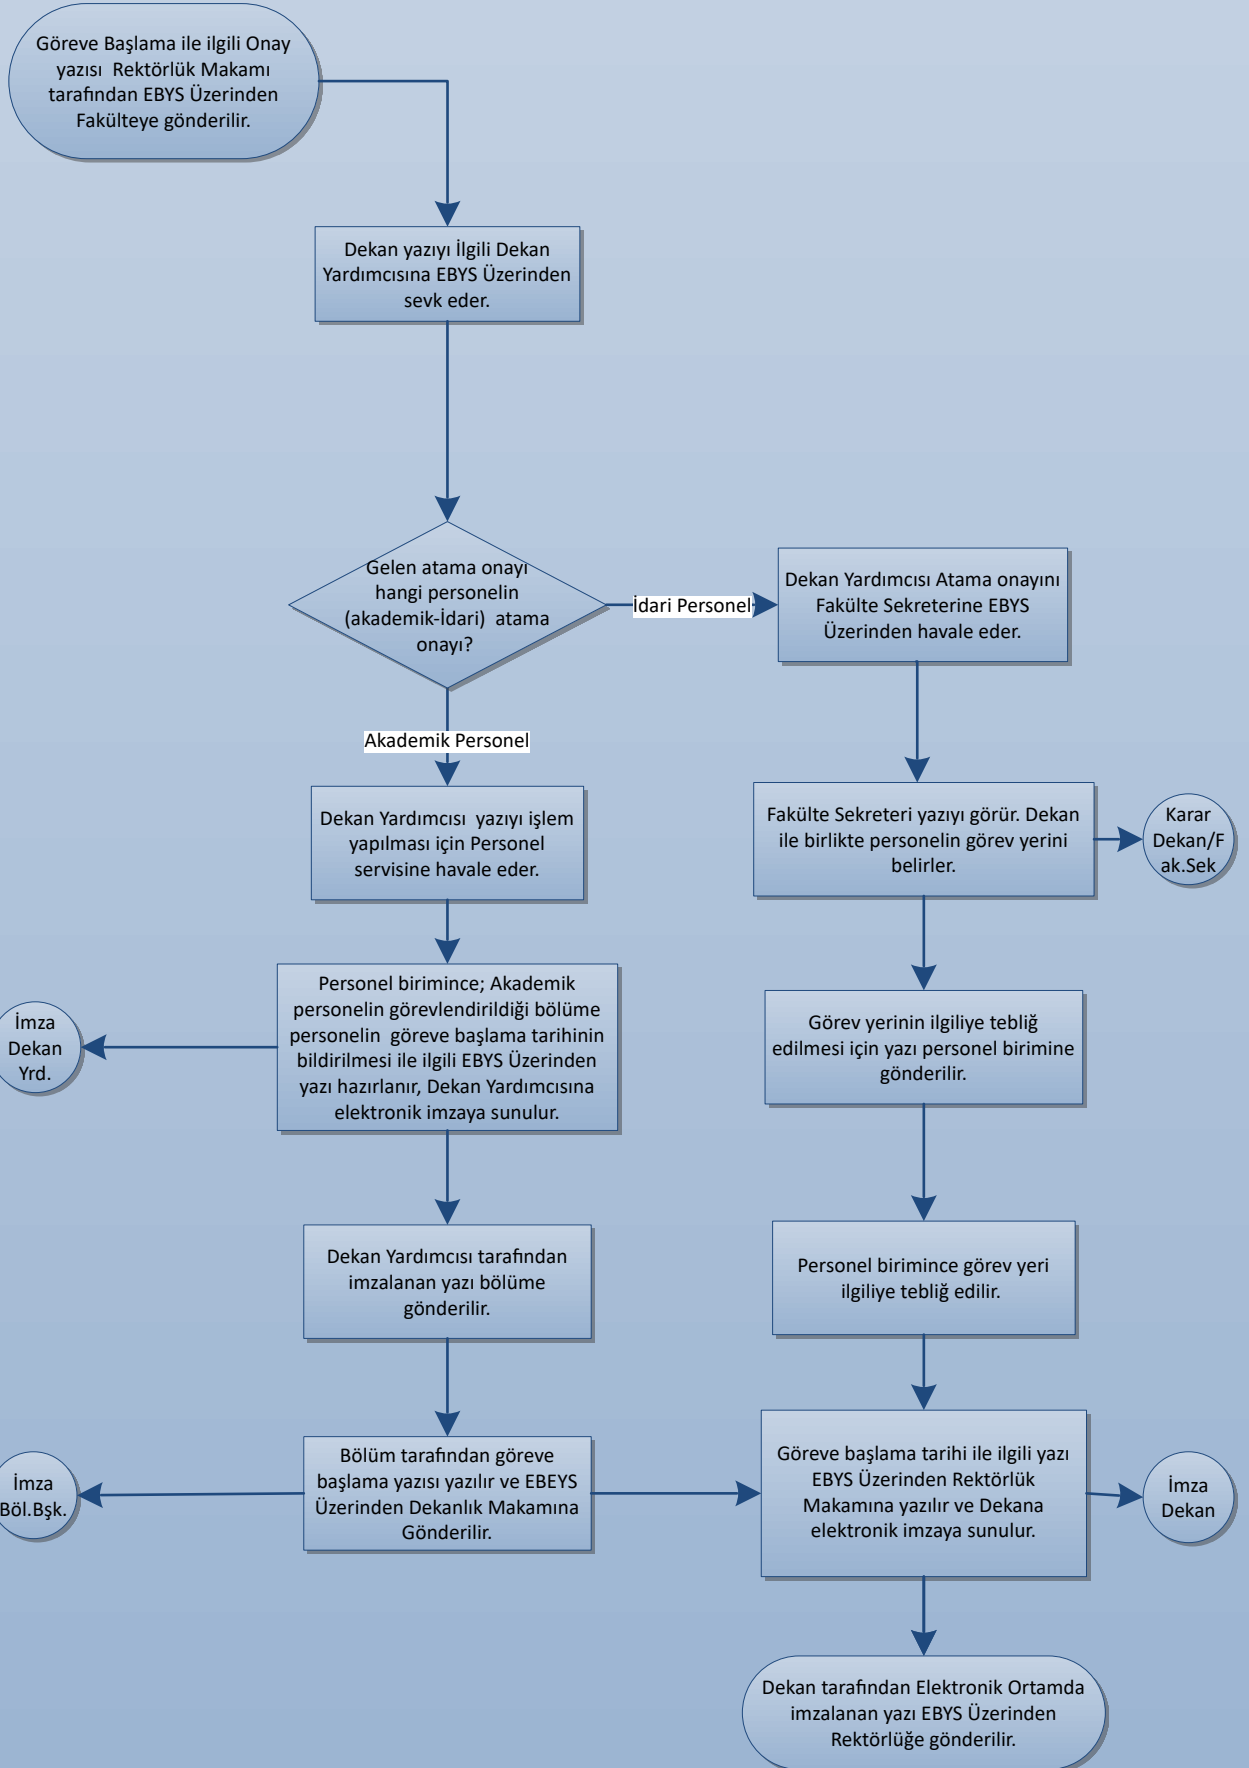 Göreve Başlama ile ilgili Onay
yazısı  Rektörlük Makamı
tarafından EBYS Üzerinden
Fakülteye gönderilir.
Dekan yazıyı İlgili Dekan
Yardımcısına EBYS Üzerinden
sevk eder.
Gelen atama onayı
hangi personelin
(akademik-İdari)  atama
onayı?
İdari Personel
Dekan Yardımcısı Atama onayını
Fakülte Sekreterine EBYS
Üzerinden havale eder.
Akademik Personel
Dekan Yardımcısı  yazıyı işlem
yapılması için Personel
servisine havale eder.
Fakülte Sekreteri yazıyı görür. Dekan
ile birlikte personelin görev yerini
belirler.
Karar
Dekan/F
ak.Sek
Personel birimince; Akademik
personelin görevlendirildiği bölüme
personelin  göreve başlama tarihinin
bildirilmesi ile ilgili EBYS Üzerinden
yazı hazırlanır, Dekan Yardımcısına
elektronik imzaya sunulur.
İmza
Dekan
Yrd.
Görev yerinin ilgiliye tebliğ
edilmesi için yazı personel birimine
gönderilir.
Dekan Yardımcısı tarafından
imzalanan yazı bölüme
gönderilir.
Personel birimince görev yeri
ilgiliye tebliğ edilir.
İmza
Böl.Bşk.
Bölüm tarafından göreve
başlama yazısı yazılır ve EBEYS
Üzerinden Dekanlık Makamına
Gönderilir.
Göreve başlama tarihi ile ilgili yazı
EBYS Üzerinden Rektörlük
Makamına yazılır ve Dekana
elektronik imzaya sunulur.
İmza
Dekan
Dekan tarafından Elektronik Ortamda
imzalanan yazı EBYS Üzerinden
Rektörlüğe gönderilir.